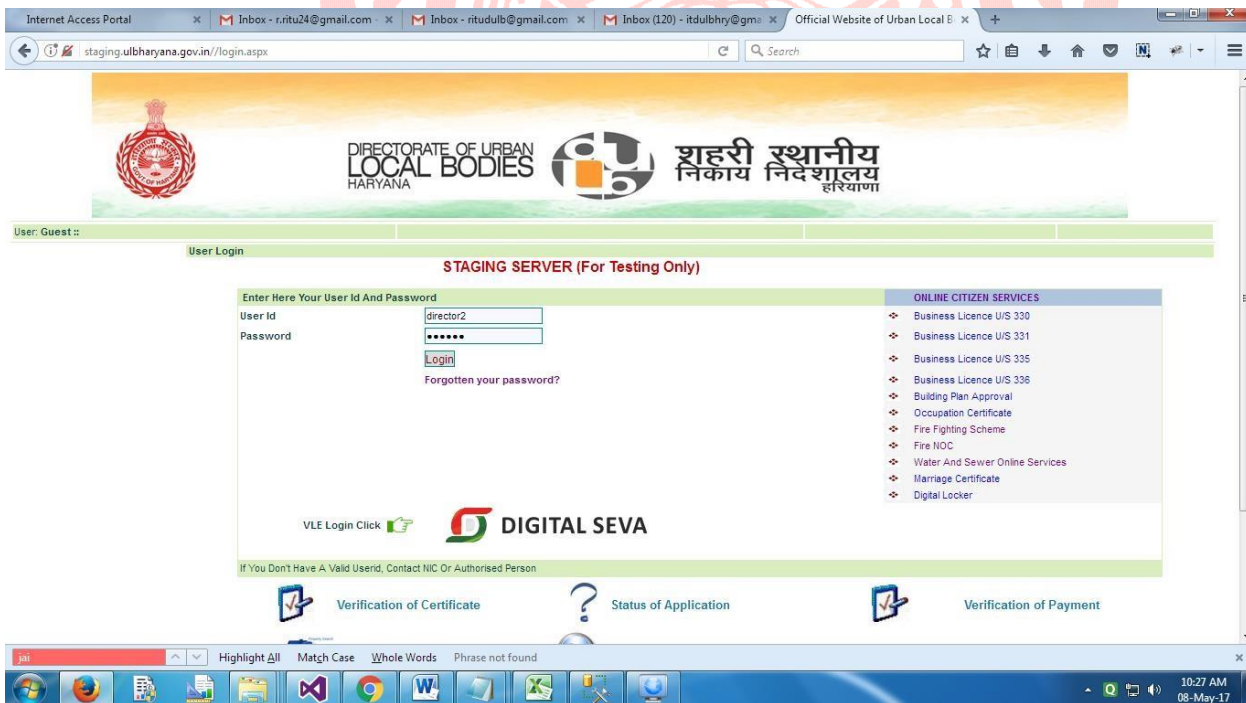 Internet Access Portal
Inbox - r.ritu24@gmail.com -
Inbox - ritudulb@gmail.com
Inbox (120) - itdulbhry@gma
Official Website of Urban Local B
staging.ulbharyana.gov.in//login.aspx
Search
DIRECTORATE OF URBAN
LOCAL BODIES
HARYANA
शहरी स्थानीय
निकाय निदेशालय
हरियाणा
User: Guest ::
User Login
STAGING SERVER (For Testing Only)
Enter Here Your User Id And Password
User Id director2
Password ••••••
Login
Forgotten your password?
ONLINE CITIZEN SERVICES
Business Licence U/S 330
Business Licence U/S 331
Business Licence U/S 335
Business Licence U/S 336
Building Plan Approval
Occupation Certificate
Fire Fighting Scheme
Fire NOC
Water And Sewer Online Services
Marriage Certificate
Digital Locker
VLE Login Click
DIGITAL SEVA
If You Don't Have A Valid Userid, Contact NIC Or Authorised Person
Verification of Certificate
Status of Application
Verification of Payment
jai Highlight All Match Case Whole Words Phrase not found
10:27 AM
08-May-17